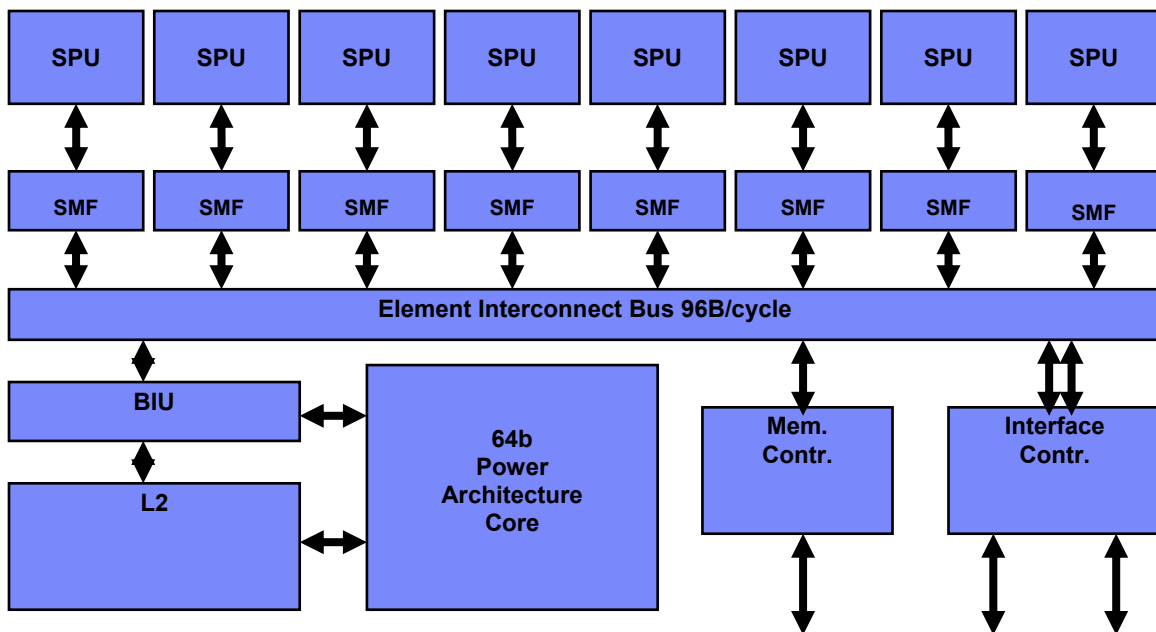 SPU SPU SPU SPU SPU SPU SPU SPU
SMF SMF SMF SMF SMF SMF SMF SMF
Element Interconnect Bus 96B/cycle
BIU
L2
64b
Power
Architecture
Core
Mem.
Contr.
Interface
Contr.